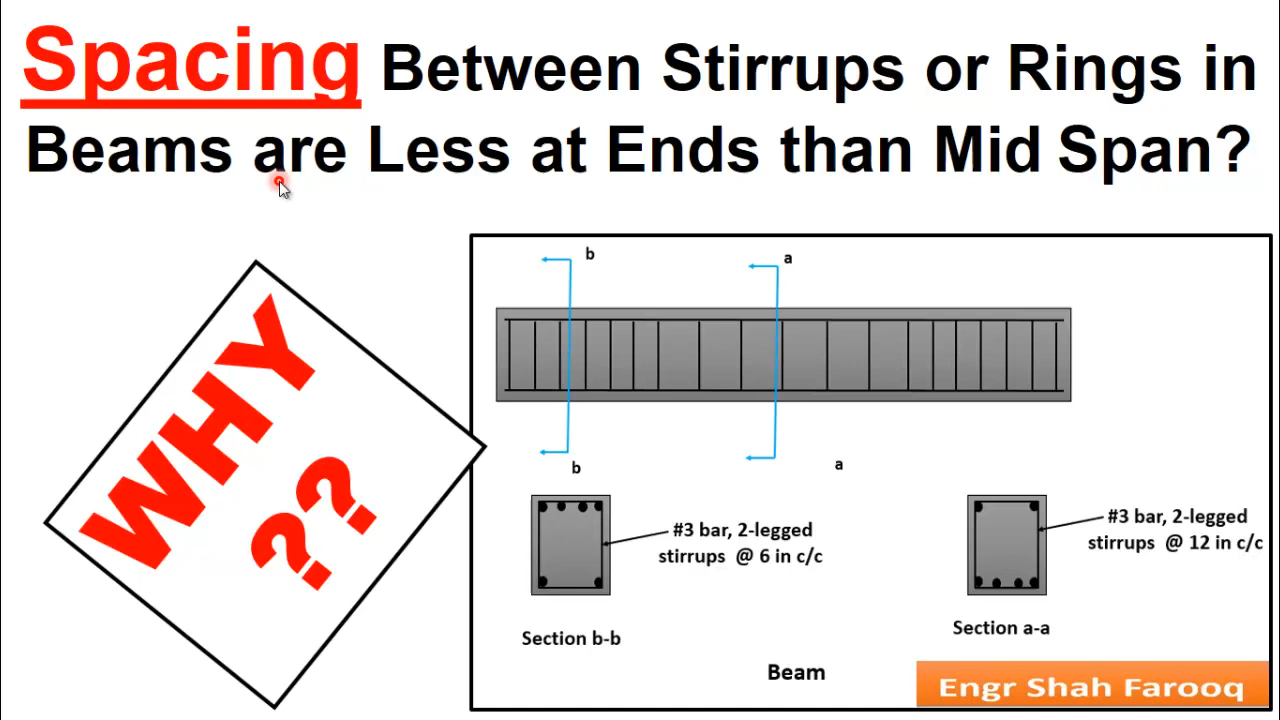 Spacing Between Stirrups or Rings in
Beams are Less at Ends than Mid Span?
WHY
??
b
a
b
a
#3 bar, 2-legged
stirrups @ 6 in c/c
#3 bar, 2-legged
stirrups @ 12 in c/c
Section b-b
Section a-a
Beam
Engr Shah Farooq